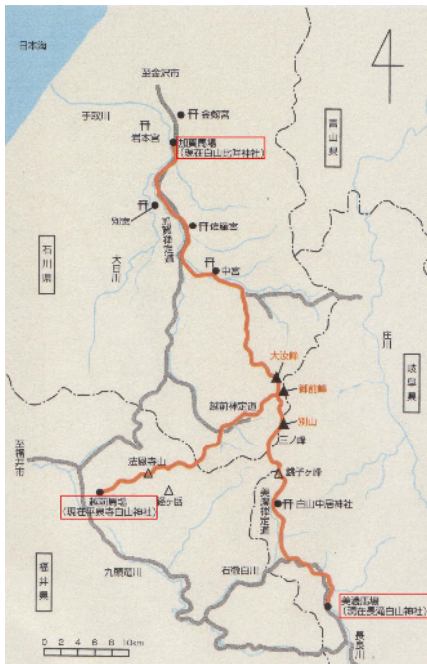 日本海
至金沢市
手取川
金剱宮
岩本宮
加賀馬場
(現在白山比咩神社)
富山県
別宮
佐羅宮
加賀禅定道
中宮
石川県
大日川
庄川
岐阜県
大汝峰
御前峰
越前禅定道
別山
三ノ峰
至福井市
法恩寺山
経ヶ岳
銚子ヶ峰
越前馬場
(現在平泉寺白山神社)
美濃禅定道
白山中居神社
九頭竜川
石徹白川
福井県
美濃馬場
(現在長滝白山神社)
長良川
0 2 4 6 8 10km